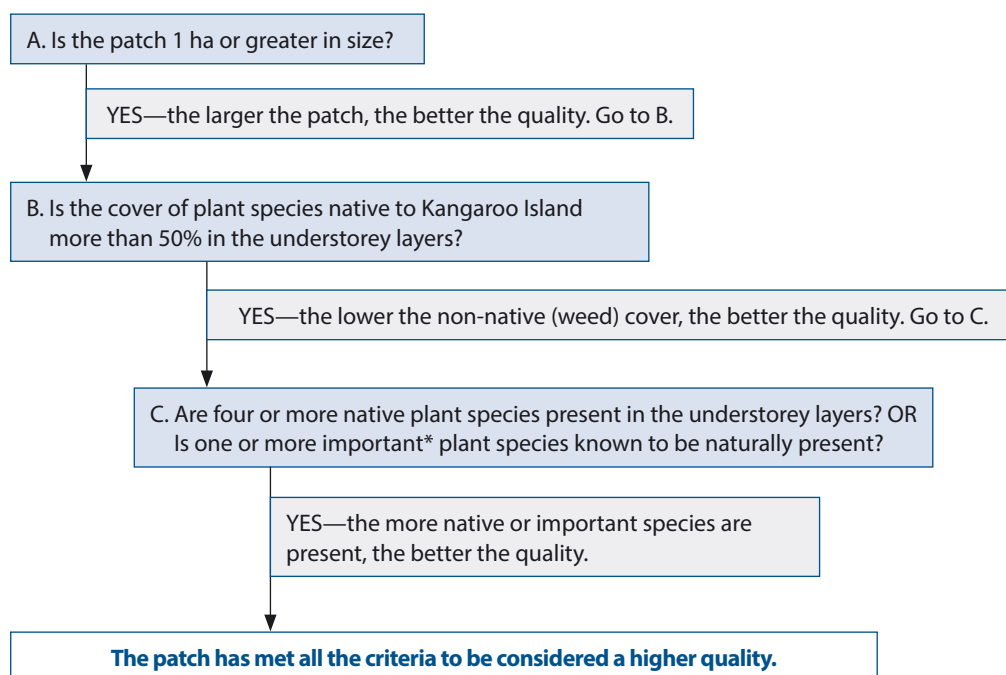 A. Is the patch 1 ha or greater in size?
YES—the larger the patch, the better the quality. Go to B.
B. Is the cover of plant species native to Kangaroo Island
more than 50% in the understorey layers?
YES—the lower the non-native (weed) cover, the better the quality. Go to C.
C. Are four or more native plant species present in the understorey layers? OR
Is one or more important* plant species known to be naturally present?
YES—the more native or important species are
present, the better the quality.
The patch has met all the criteria to be considered a higher quality.